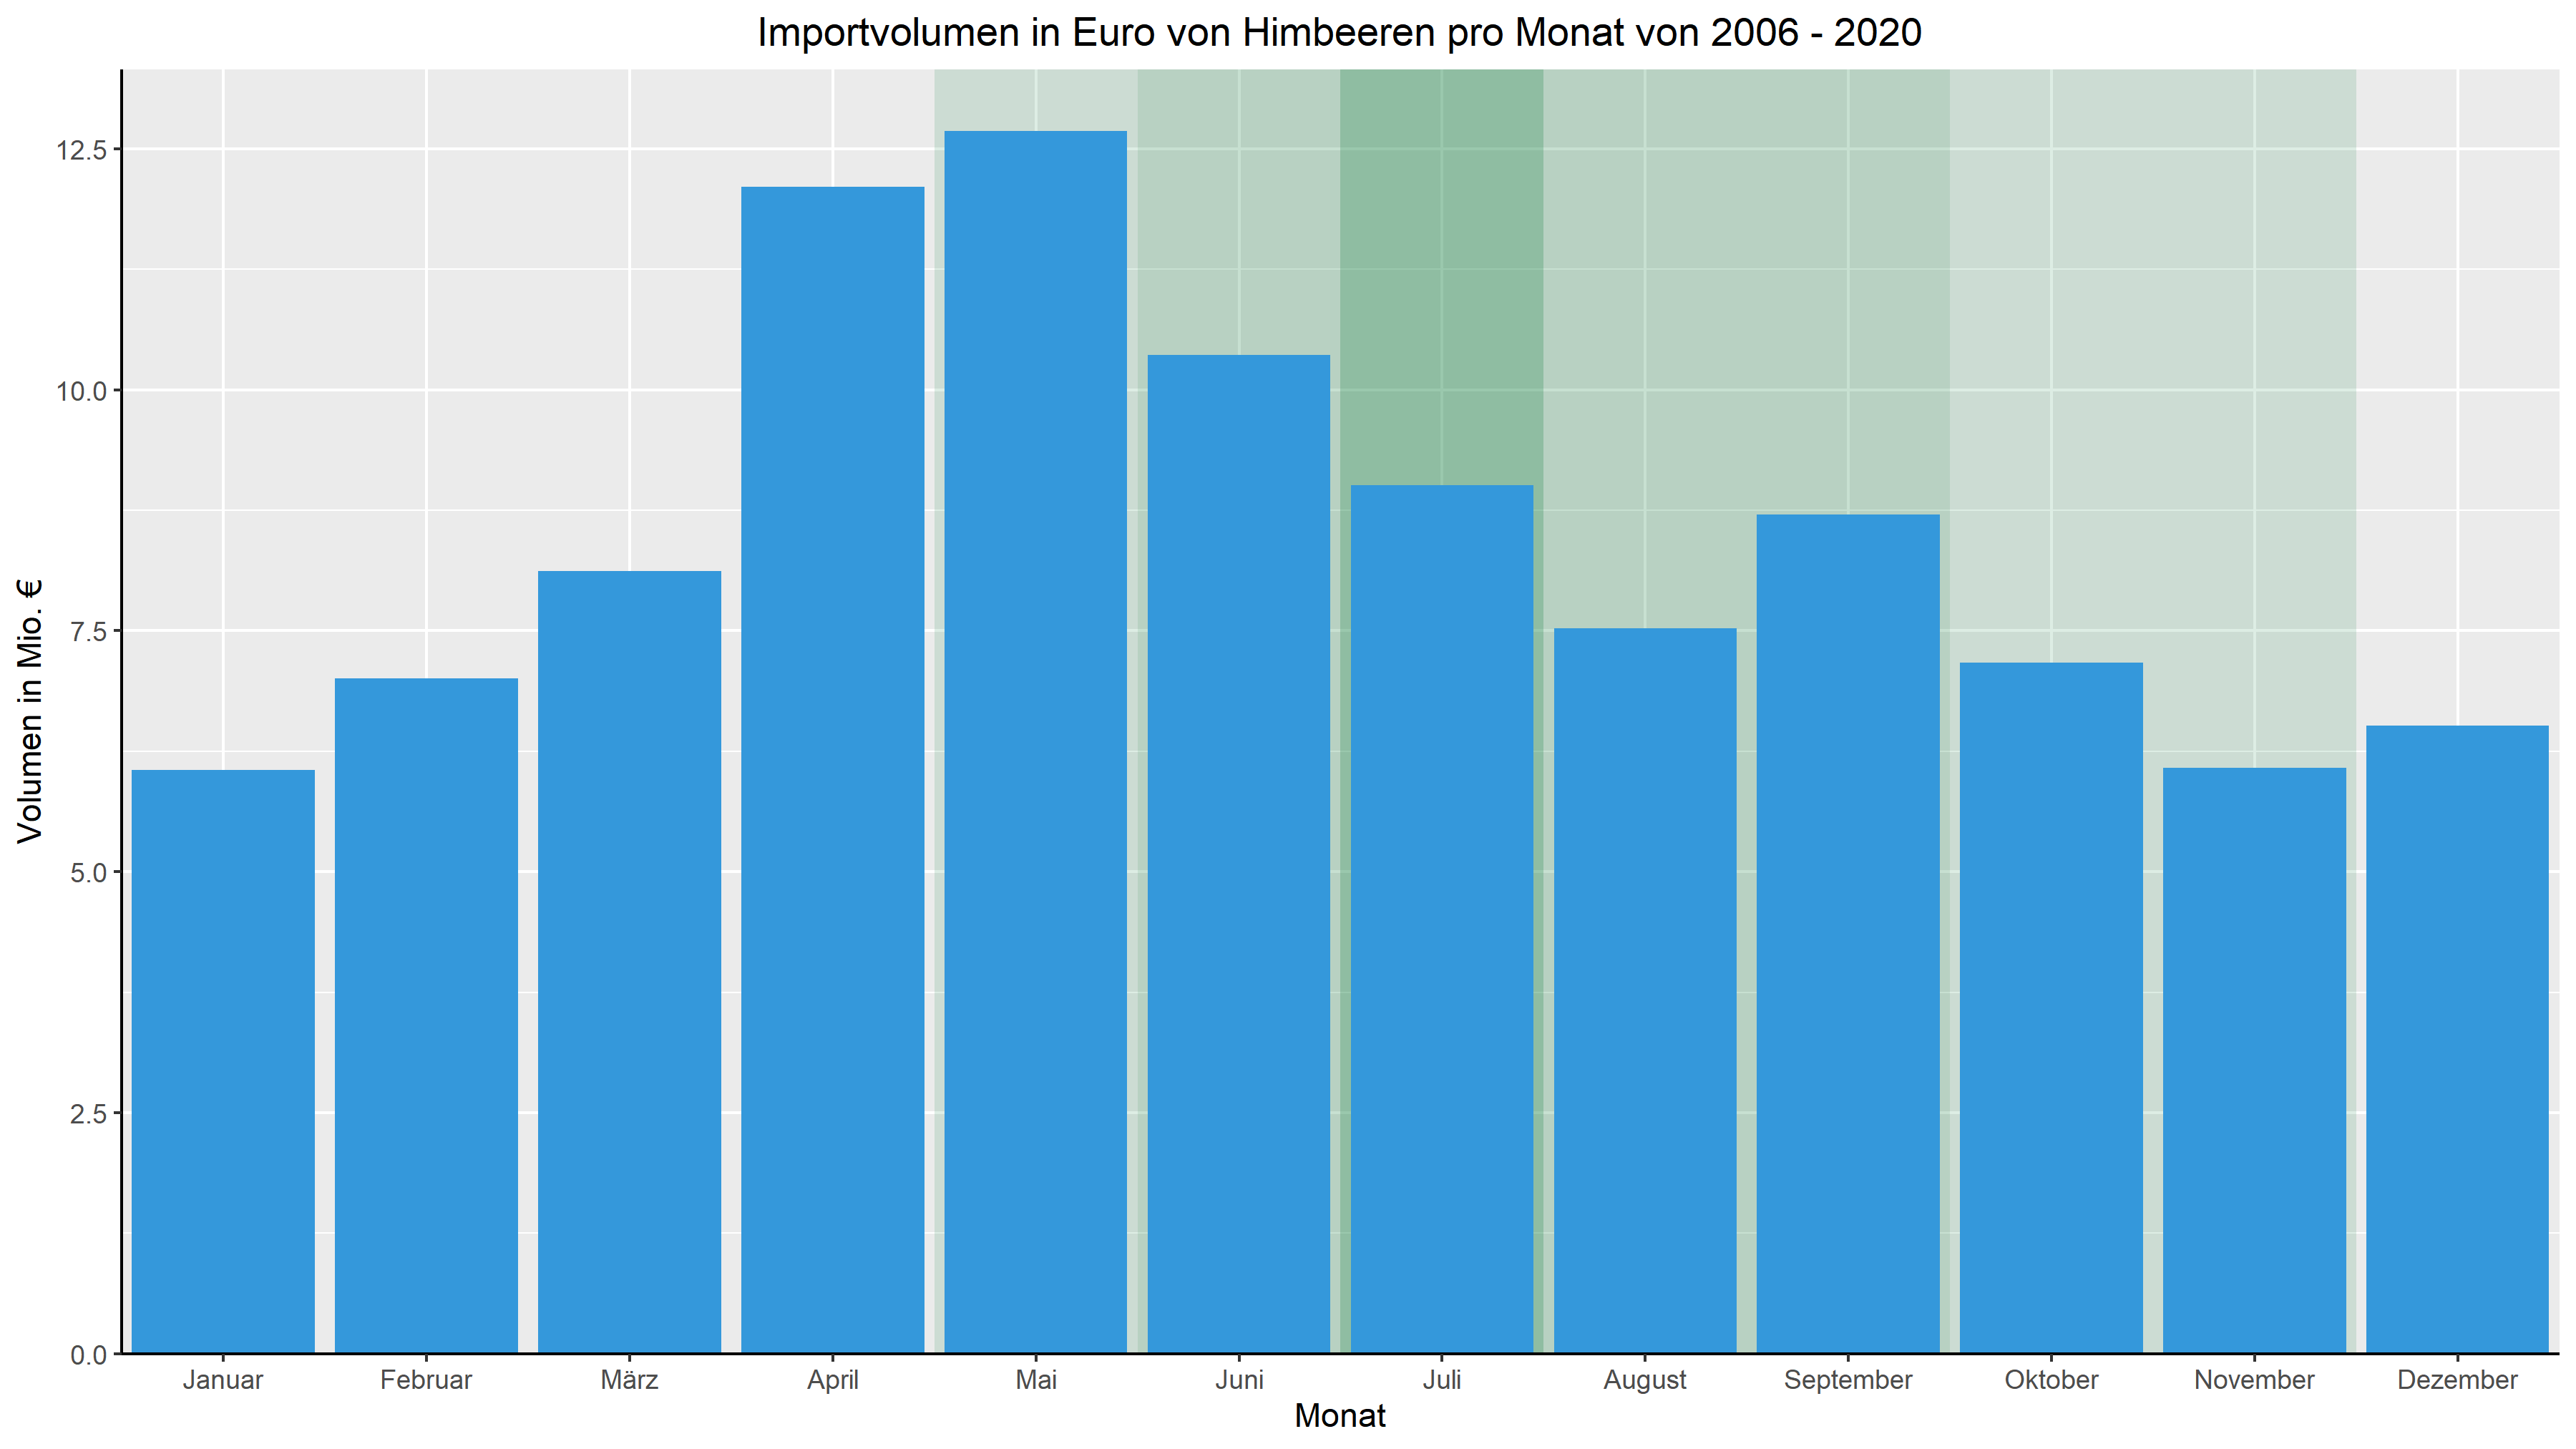 Importvolumen in Euro von Himbeeren pro Monat von 2006 - 2020
Volumen in Mio. €
12.5
10.0
7.5
5.0
2.5
0.0
Januar Februar März April Mai Juni Juli August September Oktober November Dezember
Monat